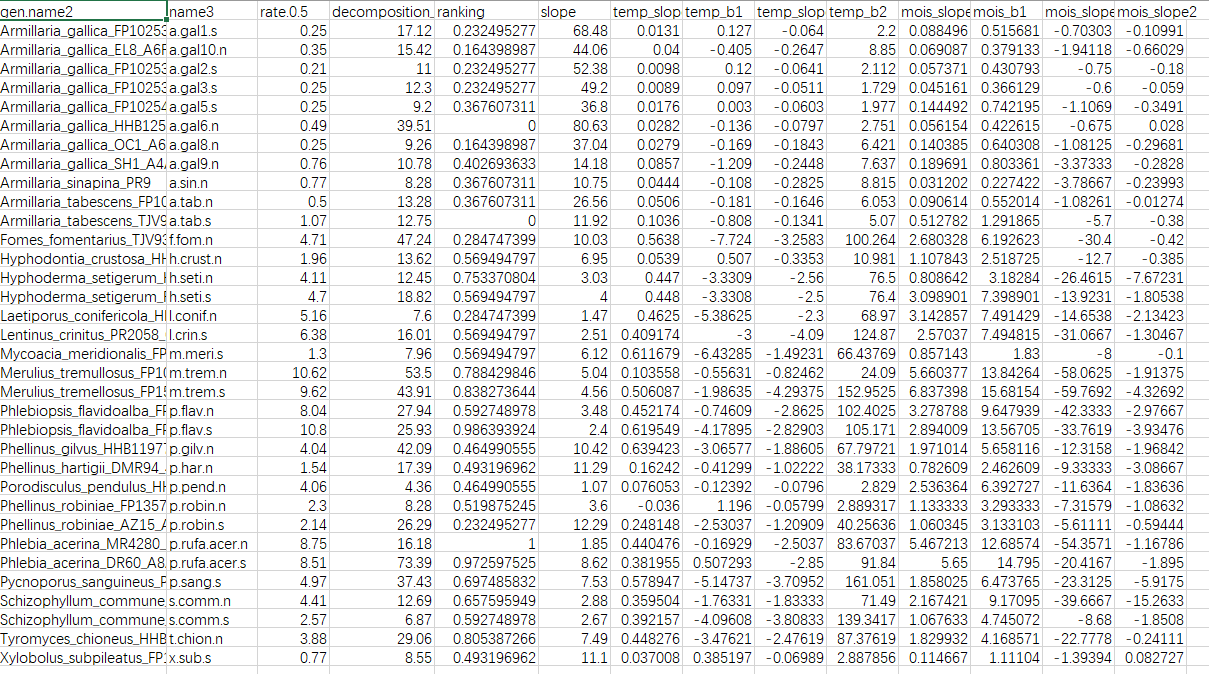 gen.name2 name3 rate.0.5 decomposition_ ranking slope temp_slop temp_b1 temp_slop temp_b2 mois_slope mois_b1 mois_slope mois_slope2
Armillaria_gallica_FP10253 a.gal1.s 0.25 17.12 0.232495277 68.48 0.0131 0.127 -0.064 2.2 0.088496 0.515681 -0.70303 -0.10991
Armillaria_gallica_EL8_A6F a.gal10.n 0.35 15.42 0.164398987 44.06 0.04 -0.405 -0.2647 8.85 0.069087 0.379133 -1.94118 -0.66029
Armillaria_gallica_FP10253 a.gal2.s 0.21 11 0.232495277 52.38 0.0098 0.12 -0.0641 2.112 0.057371 0.430793 -0.75 -0.18
Armillaria_gallica_FP10253 a.gal3.s 0.25 12.3 0.232495277 49.2 0.0089 0.097 -0.0511 1.729 0.045161 0.366129 -0.6 -0.059
Armillaria_gallica_FP10254 a.gal5.s 0.25 9.2 0.367607311 36.8 0.0176 0.003 -0.0603 1.977 0.144492 0.742195 -1.1069 -0.3491
Armillaria_gallica_HHB125 a.gal6.n 0.49 39.51 0 80.63 0.0282 -0.136 -0.0797 2.751 0.056154 0.422615 -0.675 0.028
Armillaria_gallica_OC1_A6 a.gal8.n 0.25 9.26 0.164398987 37.04 0.0279 -0.169 -0.1843 6.421 0.140385 0.640308 -1.08125 -0.29681
Armillaria_gallica_SH1_A4 a.gal9.n 0.76 10.78 0.402693633 14.18 0.0857 -1.209 -0.2448 7.637 0.189691 0.803361 -3.37333 -0.2828
Armillaria_sinapina_PR9 a.sin.n 0.77 8.28 0.367607311 10.75 0.0444 -0.108 -0.2825 8.815 0.031202 0.227422 -3.78667 -0.23993
Armillaria_tabescens_FP10 a.tab.n 0.5 13.28 0.367607311 26.56 0.0506 -0.181 -0.1646 6.053 0.090614 0.552014 -1.08261 -0.01274
Armillaria_tabescens_TJV9 a.tab.s 1.07 12.75 0 11.92 0.1036 -0.808 -0.1341 5.07 0.512782 1.291865 -5.7 -0.38
Fomes_fomentarius_TJV93 f.fom.n 4.71 47.24 0.284747399 10.03 0.5638 -7.724 -3.2583 100.264 2.680328 6.192623 -30.4 -0.42
Hyphodontia_crustosa_HH h.crust.n 1.96 13.62 0.569494797 6.95 0.0539 0.507 -0.3353 10.981 1.107843 2.518725 -12.7 -0.385
Hyphoderma_setigerum_H h.seti.n 4.11 12.45 0.753370804 3.03 0.447 -3.3309 -2.56 76.5 0.808642 3.18284 -26.4615 -7.67231
Hyphoderma_setigerum_F h.seti.s 4.7 18.82 0.569494797 4 0.448 -3.3308 -2.5 76.4 3.098901 7.398901 -13.9231 -1.80538
Laetiporus_conifericola_HH l.conif.n 5.16 7.6 0.284747399 1.47 0.4625 -5.38625 -2.3 68.97 3.142857 7.491429 -14.6538 -2.13423
Lentinus_crinitus_PR2058_ l.crin.s 6.38 16.01 0.569494797 2.51 0.409174 -3 -4.09 124.87 2.57037 7.494815 -31.0667 -1.30467
Mycoacia_meridionalis_FP m.meri.s 1.3 7.96 0.569494797 6.12 0.611679 -6.43285 -1.49231 66.43769 0.857143 1.83 -8 -0.1
Merulius_tremullosus_FP10 m.trem.n 10.62 53.5 0.788429846 5.04 0.103558 -0.55631 -0.82462 24.09 5.660377 13.84264 -58.0625 -1.91375
Merulius_tremellosus_FP15 m.trem.s 9.62 43.91 0.838273644 4.56 0.506087 -1.98635 -4.29375 152.9525 6.837398 15.68154 -59.7692 -4.32692
Phlebiopsis_flavidoalba_FP p.flav.n 8.04 27.94 0.592748978 3.48 0.452174 -0.74609 -2.8625 102.4025 3.278788 9.647939 -42.3333 -2.97667
Phlebiopsis_flavidoalba_FP p.flav.s 10.8 25.93 0.986393924 2.4 0.619549 -4.17895 -2.82903 105.171 2.894009 13.56705 -33.7619 -3.93476
Phellinus_gilvus_HHB1197 p.gilv.n 4.04 42.09 0.464990555 10.42 0.639423 -3.06577 -1.88605 67.79721 1.971014 5.658116 -12.3158 -1.96842
Phellinus_hartigii_DMR94_ p.har.n 1.54 17.39 0.493196962 11.29 0.16242 -0.41299 -1.02222 38.17333 0.782609 2.462609 -9.33333 -3.08667
Porodisculus_pendulus_HH p.pend.n 4.06 4.36 0.464990555 1.07 0.076053 -0.12392 -0.0796 2.829 2.536364 6.392727 -11.6364 -1.83636
Phellinus_robiniae_FP1357 p.robin.n 2.3 8.28 0.519875245 3.6 -0.036 1.196 -0.05799 2.889317 1.133333 3.293333 -7.31579 -1.08632
Phellinus_robiniae_AZ15_A p.robin.s 2.14 26.29 0.232495277 12.29 0.248148 -2.53037 -1.20909 40.25636 1.060345 3.133103 -5.61111 -0.59444
Phlebia_acerina_MR4280_ p.rufa.acer.n 8.75 16.18 1 1.85 0.440476 -0.16929 -2.5037 83.67037 5.467213 12.68574 -54.3571 -1.16786
Phlebia_acerina_DR60_A8 p.rufa.acer.s 8.51 73.39 0.972597525 8.62 0.381955 0.507293 -2.85 91.84 5.65 14.795 -20.4167 -1.895
Pycnoporus_sanguineus_P p.sang.s 4.97 37.43 0.697485832 7.53 0.578947 -5.14737 -3.70952 161.051 1.858025 6.473765 -23.3125 -5.9175
Schizophyllum_commune s.comm.n 4.41 12.69 0.657595949 2.88 0.359504 -1.76331 -1.83333 71.49 2.167421 9.17095 -39.6667 -15.2633
Schizophyllum_commune s.comm.s 2.57 6.87 0.592748978 2.67 0.392157 -4.09608 -3.80833 139.3417 1.067633 4.745072 -8.68 -1.8508
Tyromyces_chioneus_HHB t.chion.n 3.88 29.06 0.805387266 7.49 0.448276 -3.47621 -2.47619 87.37619 1.829932 4.168571 -22.7778 -0.24111
Xylobolus_subpileatus_FP1 x.sub.s 0.77 8.55 0.493196962 11.1 0.037008 0.385197 -0.06989 2.887856 0.114667 1.11104 -1.39394 0.082727